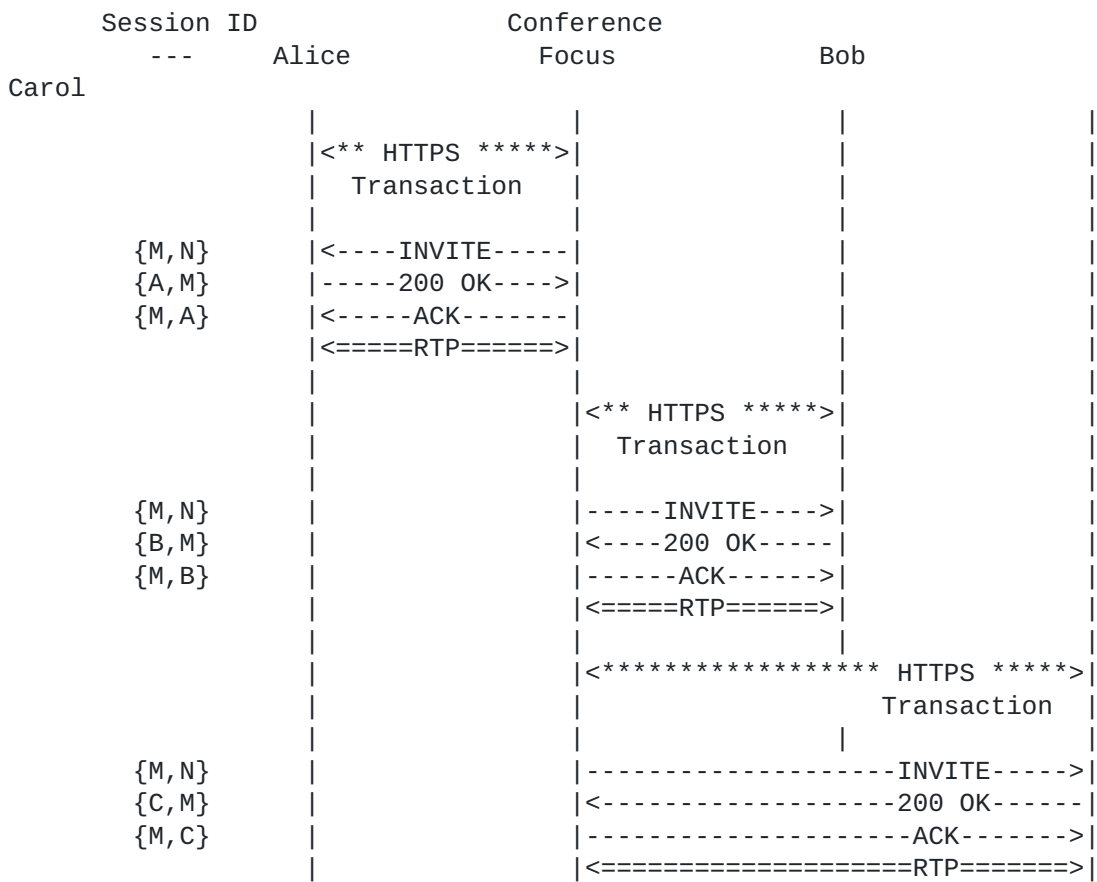 Session ID                Conference
---     Alice            Focus             Bob
Carol
|                |                |               |
|<** HTTPS *****>|                |               |
|  Transaction   |                |               |
|                |                |               |
{M,N}      |<----INVITE-----|                |               |
{A,M}      |-----200 OK---->|                |               |
{M,A}      |<-----ACK-------|                |               |
|<=====RTP======>|                |               |
|                |                |               |
|                |<** HTTPS *****>|               |
|                |  Transaction   |               |
|                |                |               |
{M,N}      |                |-----INVITE---->|               |
{B,M}      |                |<----200 OK-----|               |
{M,B}      |                |------ACK------>|               |
|                |<=====RTP======>|               |
|                |                |               |
|                |<****************** HTTPS *****>|
|                |                   Transaction  |
|                |                |               |
{M,N}      |                |--------------------INVITE----->|
{C,M}      |                |<-------------------200 OK------|
{M,C}      |                |---------------------ACK------->|
|                |<====================RTP=======>|